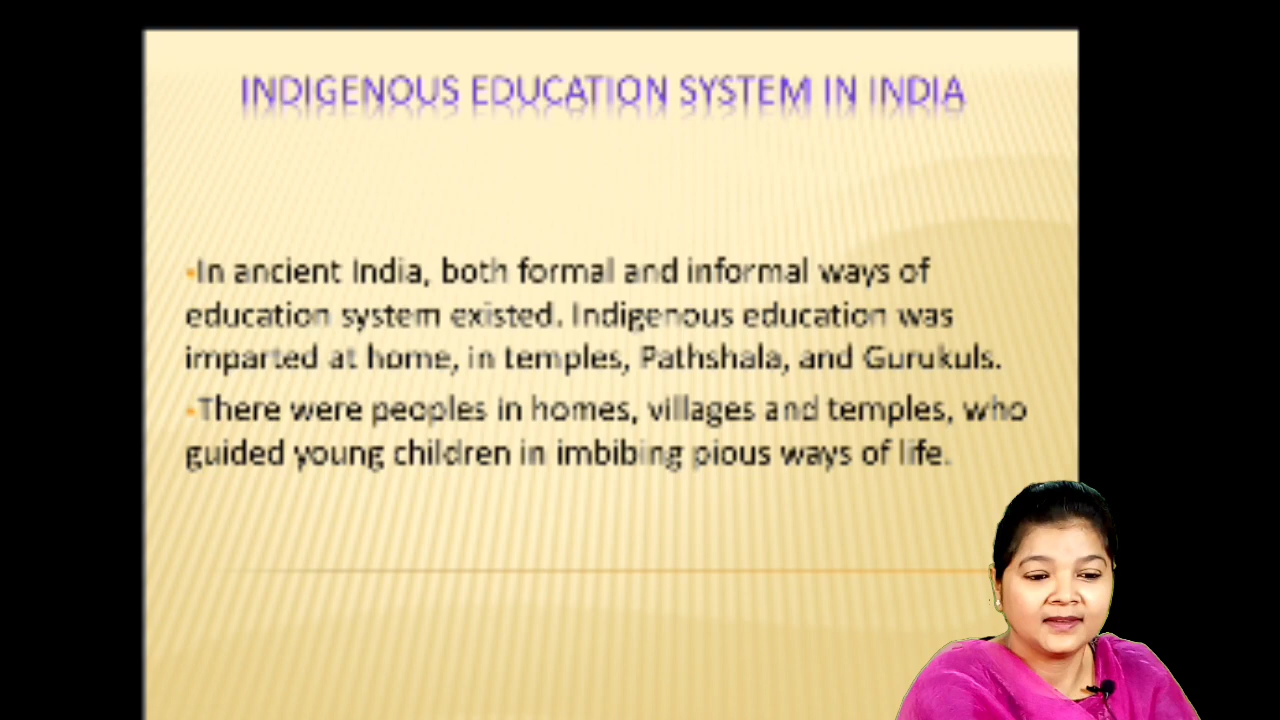 INDIGENOUS EDUCATION SYSTEM IN INDIA
•In ancient India, both formal and informal ways of
education system existed. Indigenous education was
imparted at home, in temples, Pathshala, and Gurukuls.
•There were peoples in homes, villages and temples, who
guided young children in imbibing pious ways of life.